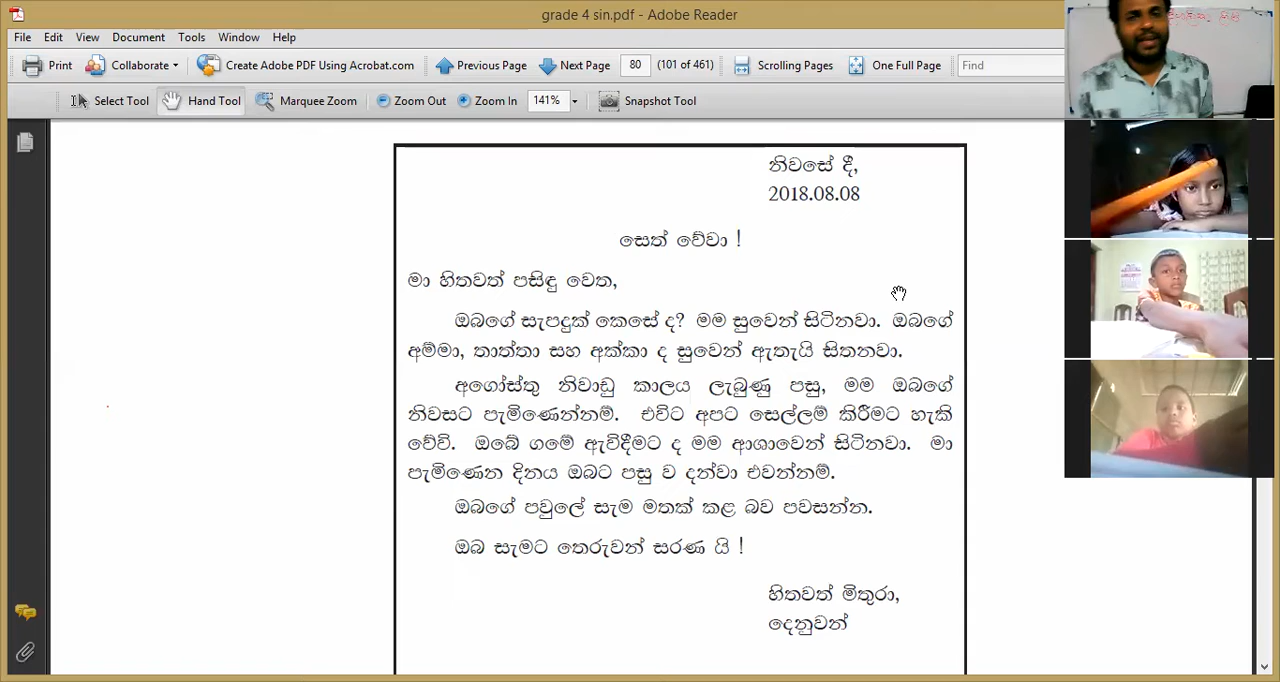 grade 4 sin.pdf - Adobe Reader
File Edit View Document Tools Window Help
Print Collaborate Create Adobe PDF Using Acrobat.com Previous Page Next Page 80 (101 of 461) Scrolling Pages One Full Page Find
Select Tool Hand Tool Marquee Zoom Zoom Out Zoom In 141% Snapshot Tool
නිවසේ දී,
2018.08.08
සෙත් වේවා !
මා හිතවත් පසිඳු වෙත,
ඔබගේ සැපදුක් කෙසේ ද? මම සුවෙන් සිටිනවා. ඔබගේ
අම්මා, තාත්තා සහ අක්කා ද සුවෙන් ඇතැයි සිතනවා.
අගෝස්තු නිවාඩු කාලය ලැබුණු පසු, මම ඔබගේ
නිවසට පැමිණෙන්නම්. එවිට අපට සෙල්ලම් කිරීමට හැකි
වේවි. ඔබේ ගමේ ඇවිදීමට ද මම ආශාවෙන් සිටිනවා. මා
පැමිණෙන දිනය ඔබට පසු ව දන්වා එවන්නම්.
ඔබගේ පවුලේ සැම මතක් කළ බව පවසන්න.
ඔබ සැමට තෙරුවන් සරණ යි !
හිතවත් මිතුරා,
දෙනුවන්